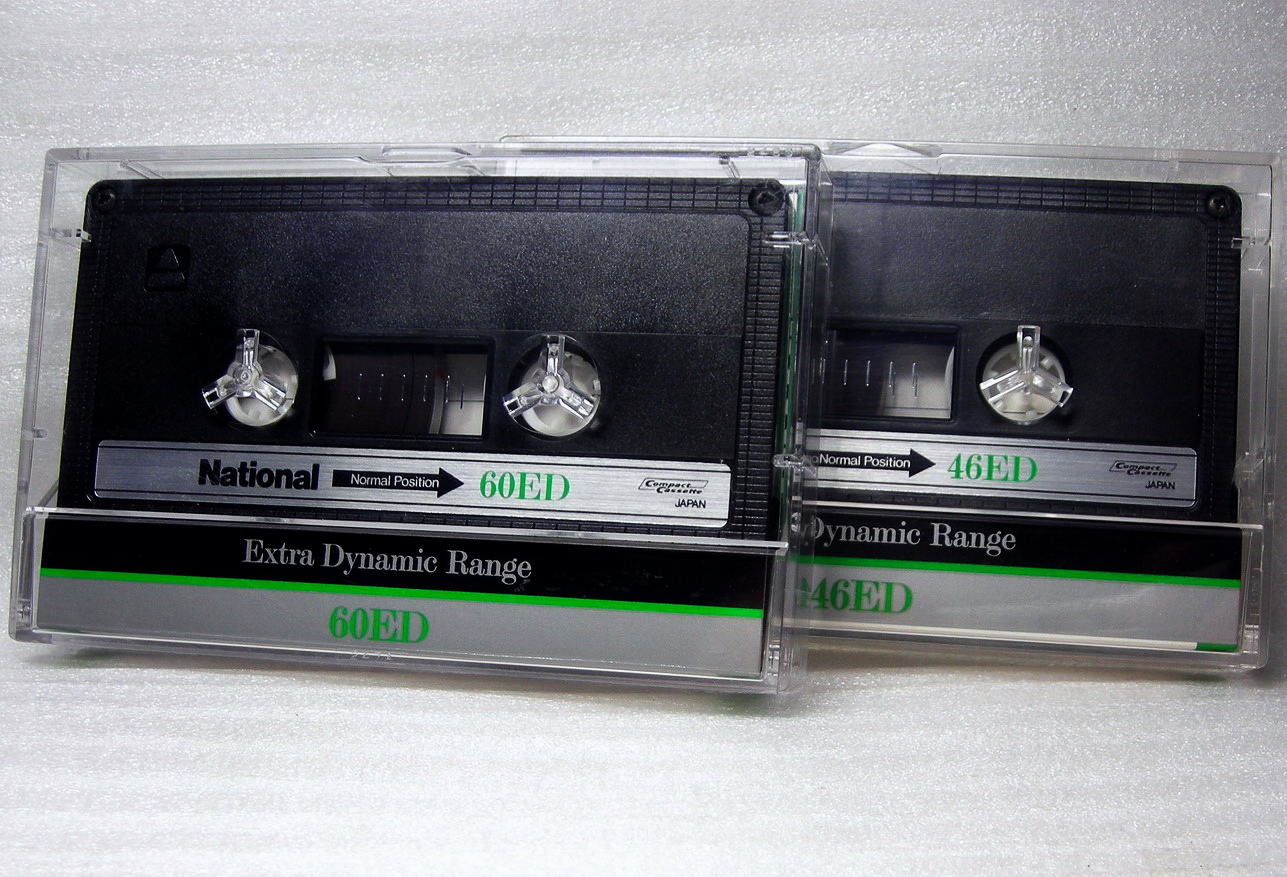 National Normal Position 60ED Compact Cassette
JAPAN
Extra Dynamic Range
60ED
Normal Position 46ED Compact Cassette
JAPAN
Dynamic Range
46ED